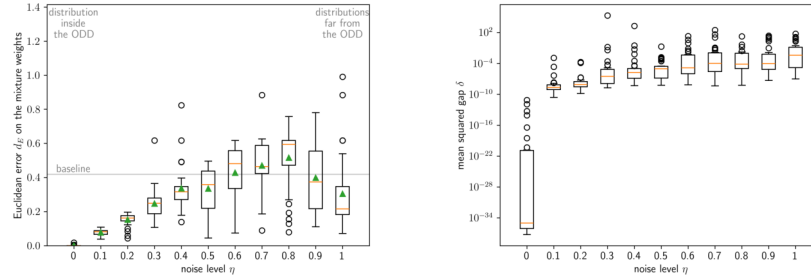 distribution
inside
the ODD
distributions
far from
the ODD
baseline
Euclidean error d_E on the mixture weights
1.4
1.2
1.0
0.8
0.6
0.4
0.2
0.0
0 0.1 0.2 0.3 0.4 0.5 0.6 0.7 0.8 0.9 1
noise level η
mean squared gap δ
10^2
10^-4
10^-10
10^-16
10^-22
10^-28
10^-34
0 0.1 0.2 0.3 0.4 0.5 0.6 0.7 0.8 0.9 1
noise level η